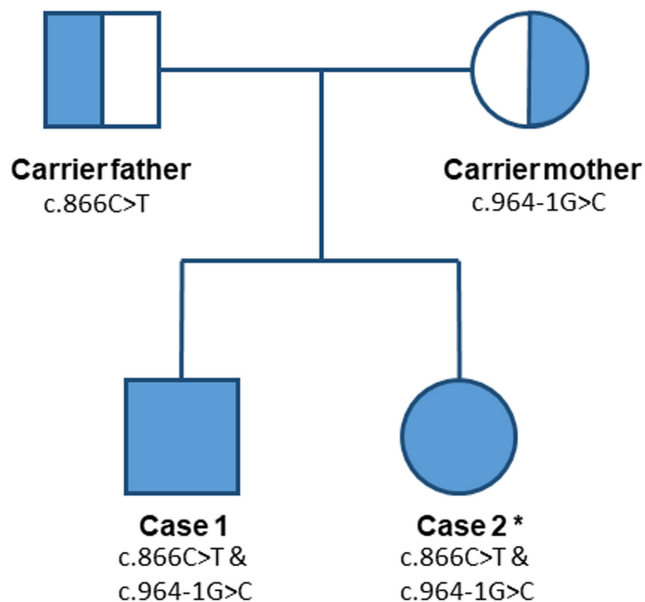 Carrier father
c.866C>T
Carrier mother
c.964-1G>C
Case 1
c.866C>T &
c.964-1G>C
Case 2 *
c.866C>T &
c.964-1G>C